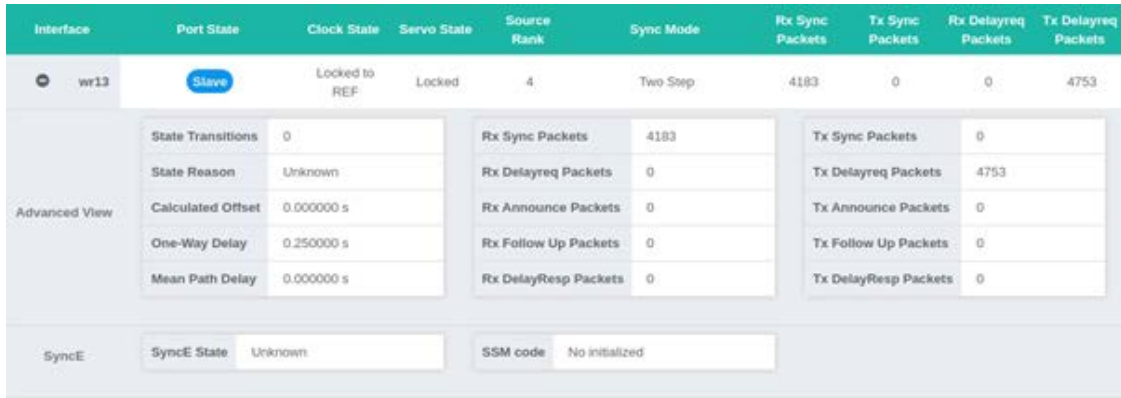 Interface Port State Clock State Servo State Source Rank Sync Mode Rx Sync Packets Tx Sync Packets Rx Delayreq Packets Tx Delayreq Packets
wr13 Slave Locked to REF Locked 4 Two Step 4183 0 0 4753
Advanced View
State Transitions 0
State Reason Unknown
Calculated Offset 0.000000 s
One-Way Delay 0.250000 s
Mean Path Delay 0.000000 s
Rx Sync Packets 4183
Rx Delayreq Packets 0
Rx Announce Packets 0
Rx Follow Up Packets 0
Rx DelayResp Packets 0
Tx Sync Packets 0
Tx Delayreq Packets 4753
Tx Announce Packets 0
Tx Follow Up Packets 0
Tx DelayResp Packets 0
SyncE
SyncE State Unknown
SSM code No initialized